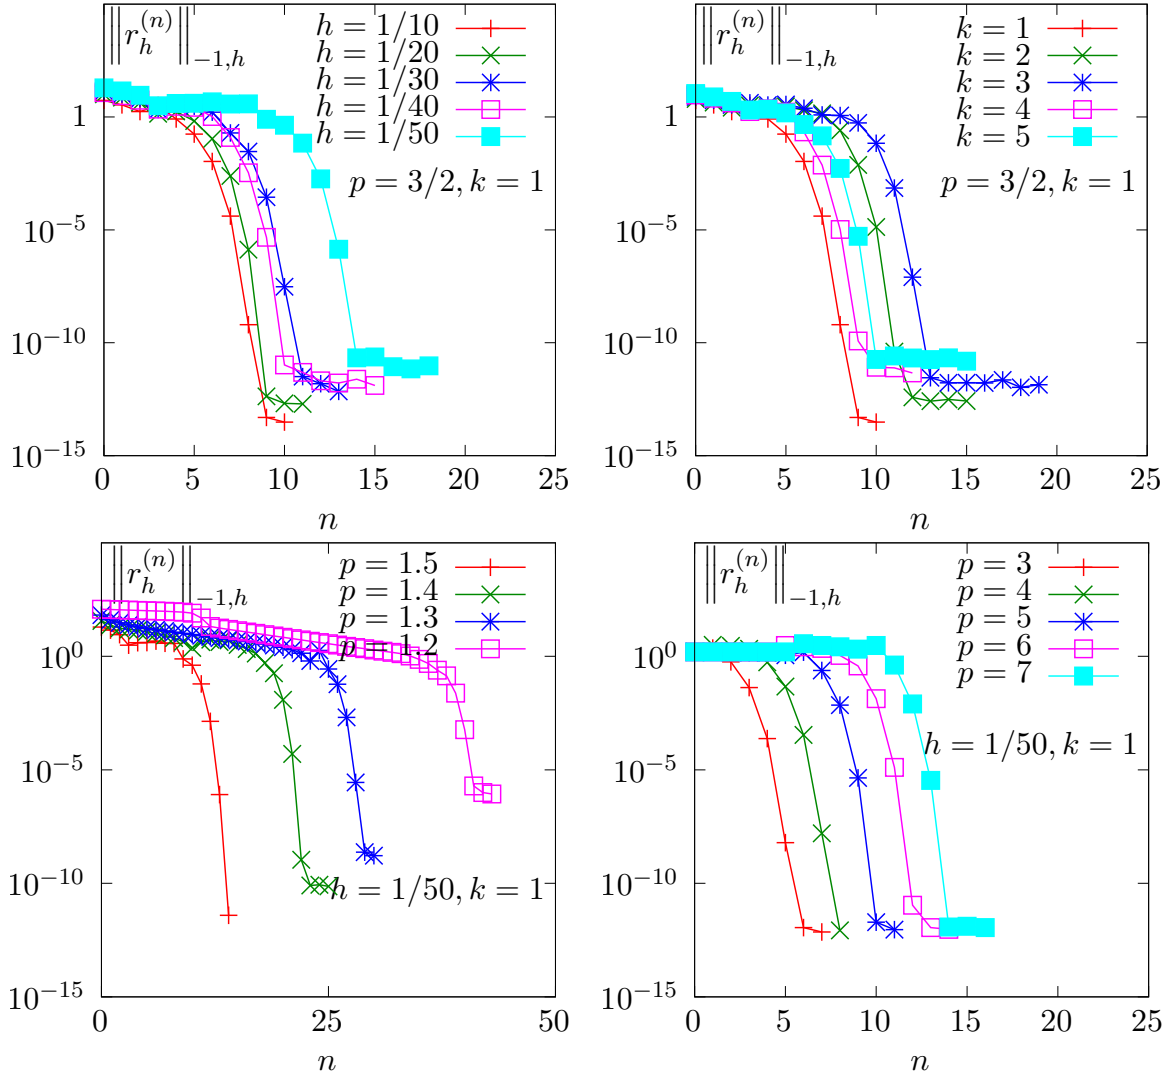 ‖r_h^{(n)}‖_{-1,h}
h = 1/10
h = 1/20
h = 1/30
h = 1/40
h = 1/50
p = 3/2, k = 1
1
10^{-5}
10^{-10}
10^{-15}
0 5 10 15 20 25
n
‖r_h^{(n)}‖_{-1,h}
k = 1
k = 2
k = 3
k = 4
k = 5
p = 3/2, k = 1
1
10^{-5}
10^{-10}
10^{-15}
0 5 10 15 20 25
n
‖r_h^{(n)}‖_{-1,h}
p = 1.5
p = 1.4
p = 1.3
p = 1.2
h = 1/50, k = 1
10^{0}
10^{-5}
10^{-10}
10^{-15}
0 25 50
n
‖r_h^{(n)}‖_{-1,h}
p = 3
p = 4
p = 5
p = 6
p = 7
h = 1/50, k = 1
10^{0}
10^{-5}
10^{-10}
10^{-15}
0 5 10 15 20 25
n